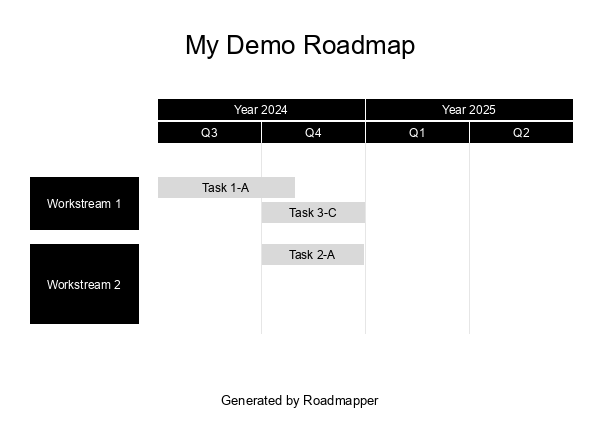 My Demo Roadmap
Year 2024 Year 2025
Q3 Q4 Q1 Q2
Workstream 1
Task 1-A
Task 3-C
Workstream 2
Task 2-A
Generated by Roadmapper